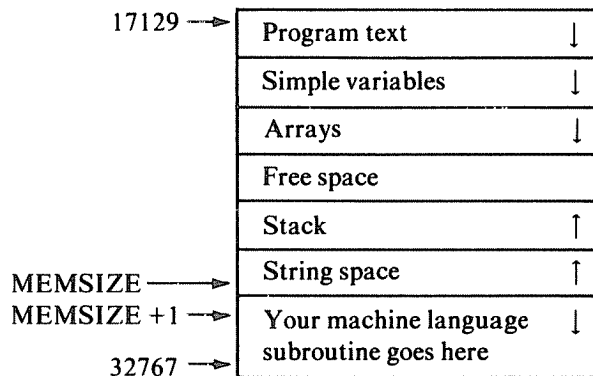 17129 → Program text ↓
Simple variables ↓
Arrays ↓
Free space
Stack ↑
String space ↑
MEMSIZE →
MEMSIZE +1 →
Your machine language ↓
subroutine goes here
32767 →